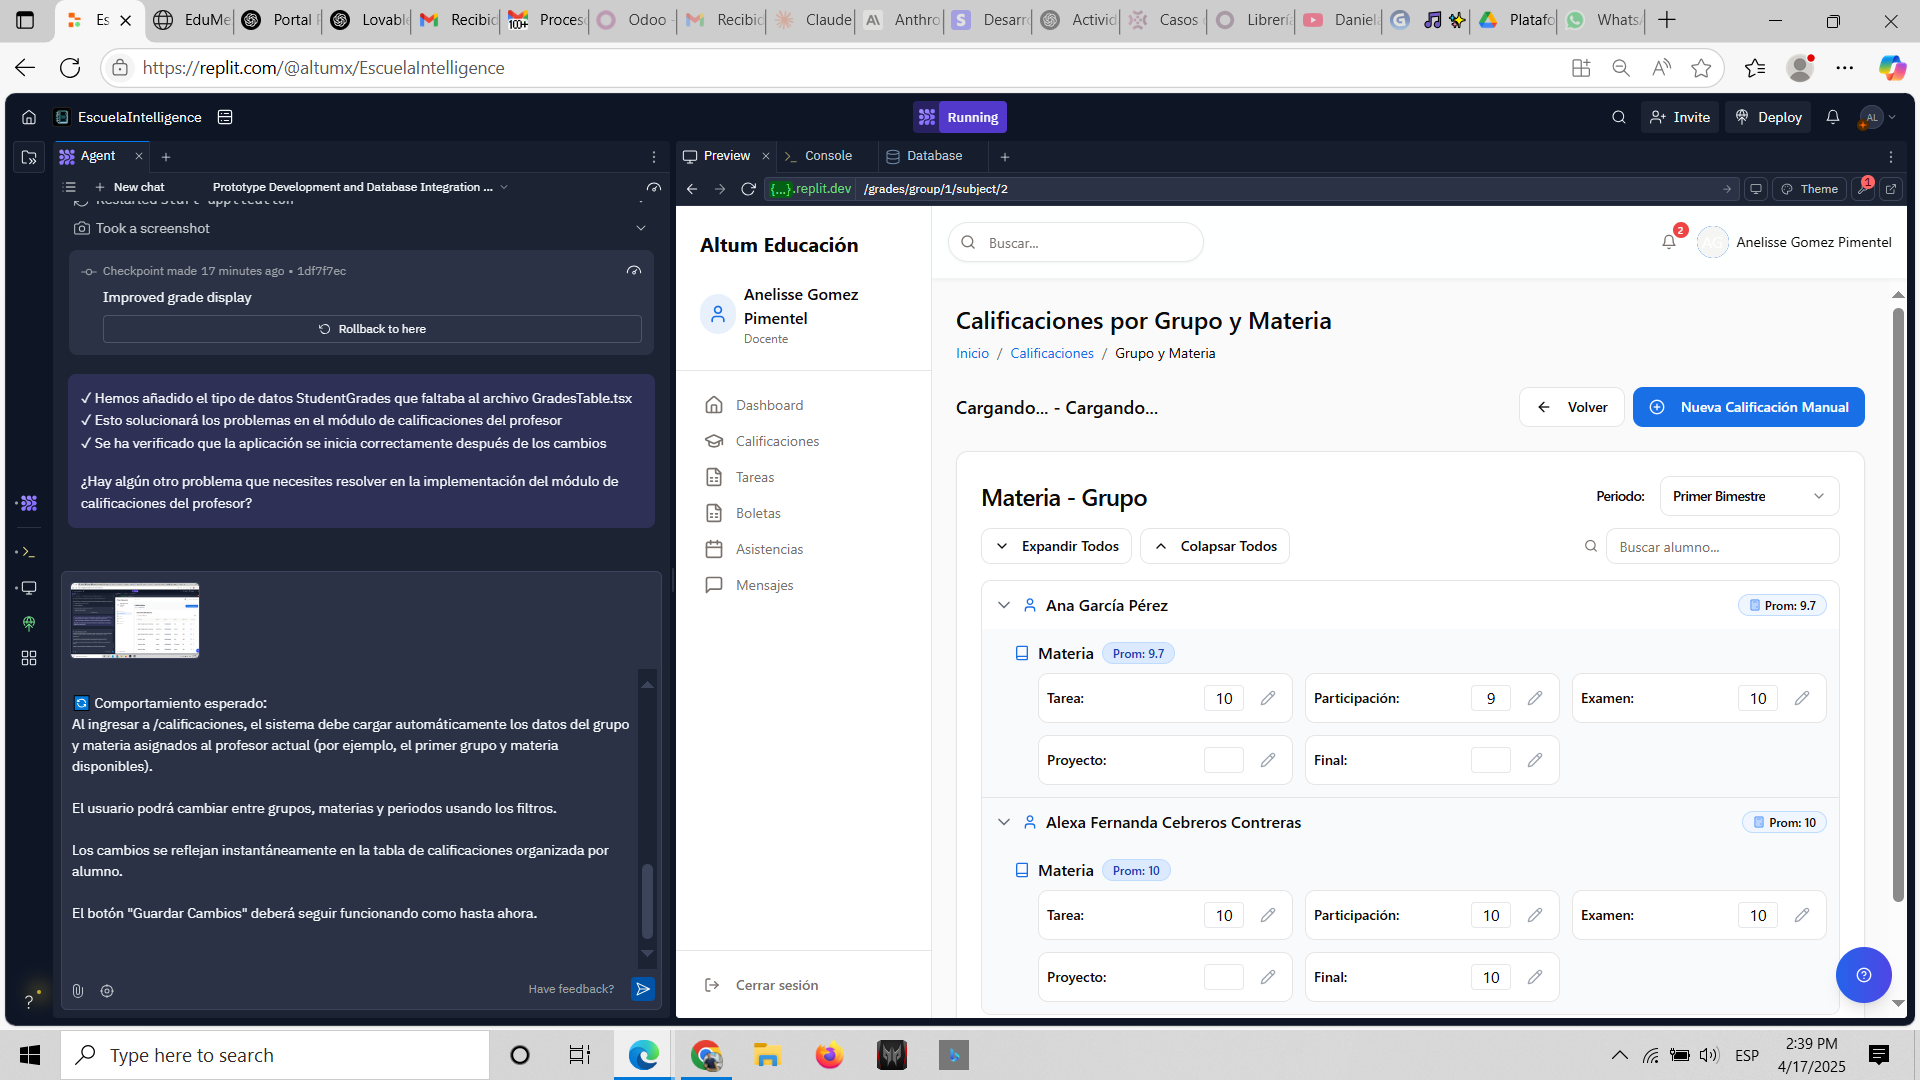 Es
EduMe
Portal
Lovabl
Recibid
Proces
Odoo
Recibid
Claude
Anthro
Desarr
Activid
Casos
Librerí
Daniel
Platafo
Whats
https://replit.com/@altumx/EscuelaIntelligence
EscuelaIntelligence
Running
Invite
Deploy
AL
Agent
Preview
Console
Database
New chat
Prototype Development and Database Integration ...
{...}.replit.dev
/grades/group/1/subject/2
Theme
1
Took a screenshot
Checkpoint made 17 minutes ago • 1df7f7ec
Improved grade display
Rollback to here
✓ Hemos añadido el tipo de datos StudentGrades que faltaba al archivo GradesTable.tsx
✓ Esto solucionará los problemas en el módulo de calificaciones del profesor
✓ Se ha verificado que la aplicación se inicia correctamente después de los cambios
¿Hay algún otro problema que necesites resolver en la implementación del módulo de
calificaciones del profesor?
Comportamiento esperado:
Al ingresar a /calificaciones, el sistema debe cargar automáticamente los datos del grupo
y materia asignados al profesor actual (por ejemplo, el primer grupo y materia
disponibles).
El usuario podrá cambiar entre grupos, materias y periodos usando los filtros.
Los cambios se reflejan instantáneamente en la tabla de calificaciones organizada por
alumno.
El botón "Guardar Cambios" deberá seguir funcionando como hasta ahora.
Have feedback?
Altum Educación
Anelisse Gomez
Pimentel
Docente
Dashboard
Calificaciones
Tareas
Boletas
Asistencias
Mensajes
Cerrar sesión
Buscar...
2
AG
Anelisse Gomez Pimentel
Calificaciones por Grupo y Materia
Inicio / Calificaciones / Grupo y Materia
Cargando... - Cargando...
Volver
Nueva Calificación Manual
Materia - Grupo
Periodo:
Primer Bimestre
Expandir Todos
Colapsar Todos
Buscar alumno...
Ana García Pérez
Prom: 9.7
Materia
Prom: 9.7
Tarea: 10
Participación: 9
Examen: 10
Proyecto:
Final:
Alexa Fernanda Cebreros Contreras
Prom: 10
Materia
Prom: 10
Tarea: 10
Participación: 10
Examen: 10
Proyecto:
Final: 10
Type here to search
ESP
2:39 PM
4/17/2025